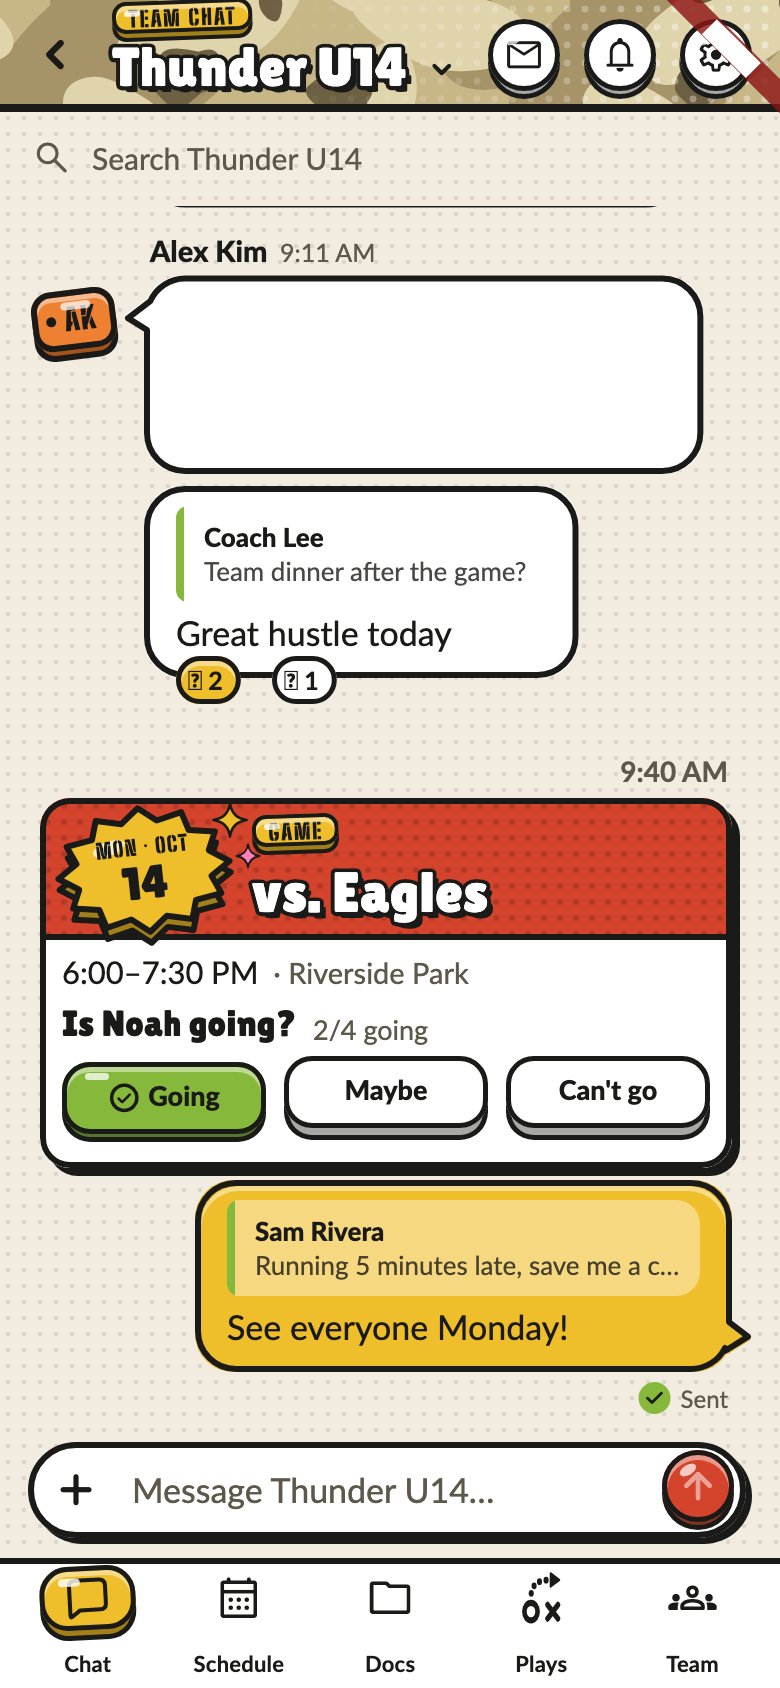 TEAM CHAT
Thunder U14
Search Thunder U14
Alex Kim 9:11 AM
AK
Coach Lee
Team dinner after the game?
Great hustle today
2 1
9:40 AM
MON · OCT
14
GAME
vs. Eagles
6:00–7:30 PM · Riverside Park
Is Noah going? 2/4 going
Going Maybe Can't go
Sam Rivera
Running 5 minutes late, save me a c...
See everyone Monday!
Sent
Message Thunder U14...
Chat Schedule Docs Plays Team